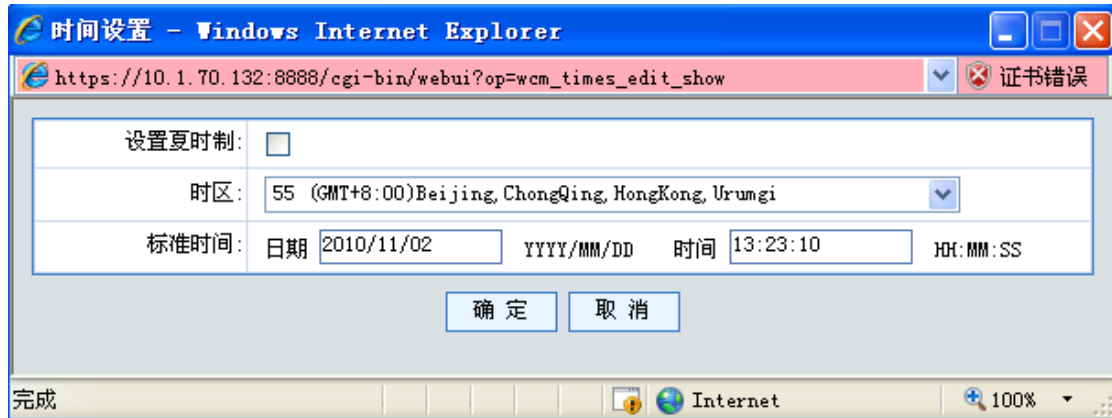 时间设置 - Windows Internet Explorer
https://10.1.70.132:8888/cgi-bin/webui?op=wcm_times_edit_show 证书错误
设置夏时制:
时区: 55 (GMT+8:00)Beijing,ChongQing,HongKong,Urumgi
标准时间: 日期 2010/11/02 YYYY/MM/DD 时间 13:23:10 HH:MM:SS
确 定 取 消
完成 Internet 100%